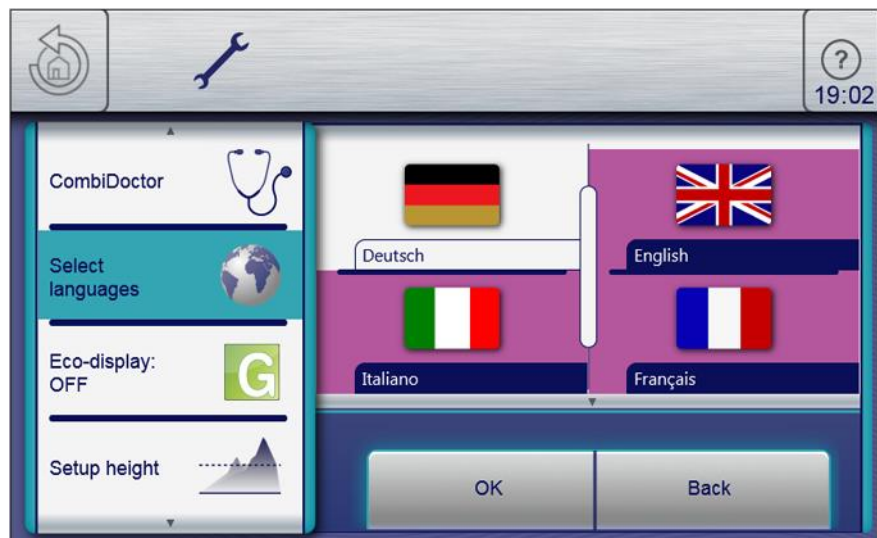 ?
19:02
CombiDoctor
Select
languages
Eco-display:
OFF
G
Setup height
Deutsch
English
Italiano
Français
OK
Back